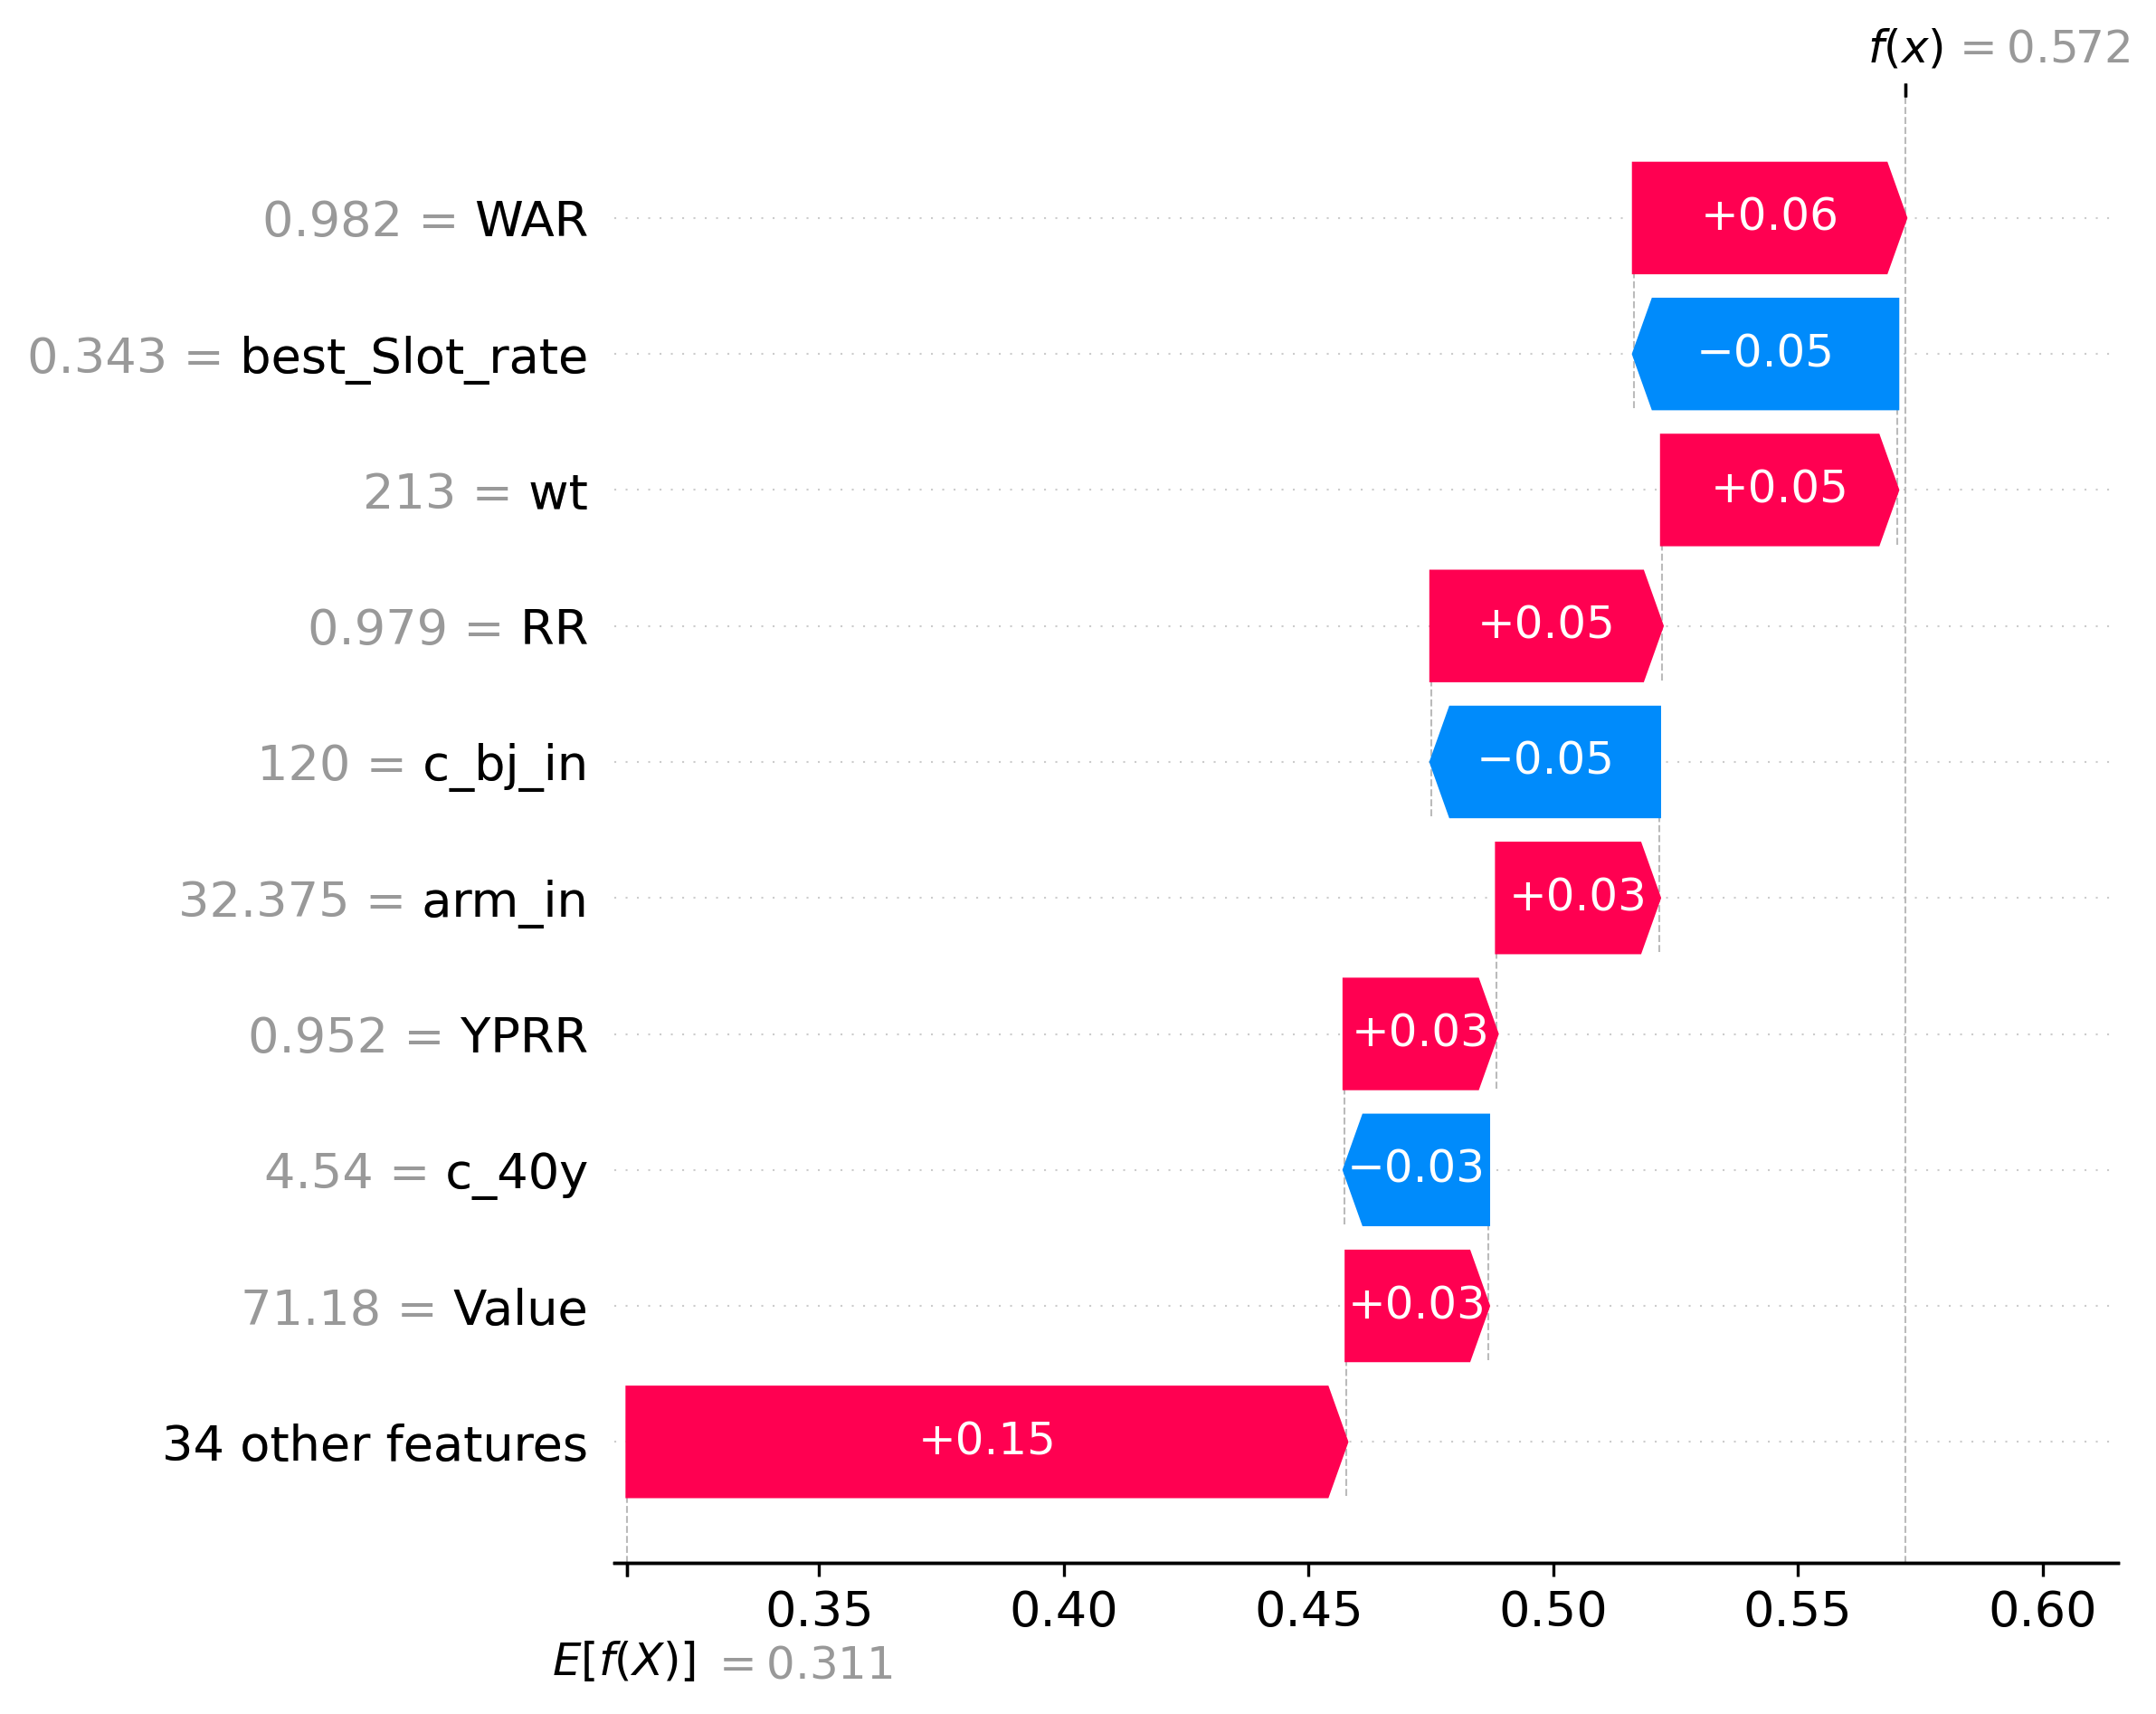 f(x) = 0.572
0.982 = WAR +0.06
0.343 = best_Slot_rate −0.05
213 = wt +0.05
0.979 = RR +0.05
120 = c_bj_in −0.05
32.375 = arm_in +0.03
0.952 = YPRR +0.03
4.54 = c_40y −0.03
71.18 = Value +0.03
34 other features +0.15
0.35 0.40 0.45 0.50 0.55 0.60
E[f(X)] = 0.311